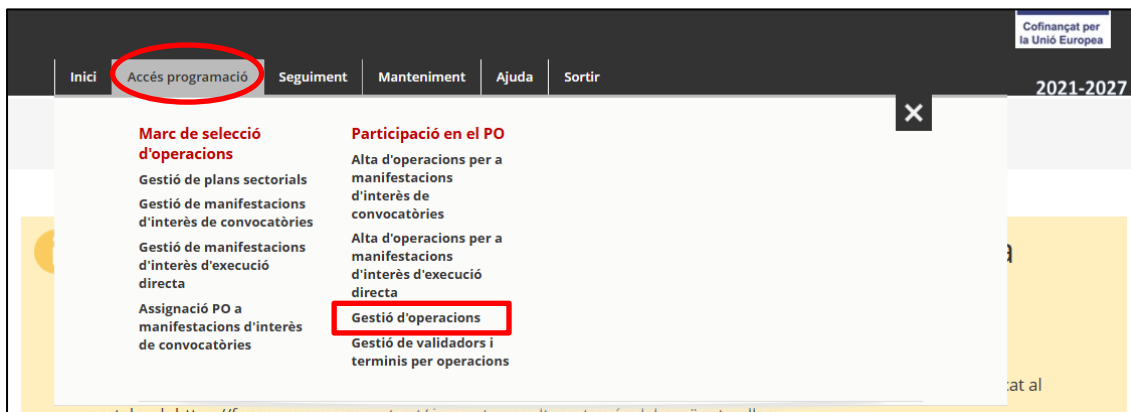 Cofinançat per
la Unió Europea
Inici Accés programació Seguiment Manteniment Ajuda Sortir
2021-2027
Marc de selecció
d'operacions
Gestió de plans sectorials
Gestió de manifestacions
d'interès de convocatòries
Gestió de manifestacions
d'interès d'execució
directa
Assignació PO a
manifestacions d'interès
de convocatòries
Participació en el PO
Alta d'operacions per a
manifestacions
d'interès de
convocatòries
Alta d'operacions per a
manifestacions
d'interès d'execució
directa
Gestió d'operacions
Gestió de validadors i
terminis per operacions